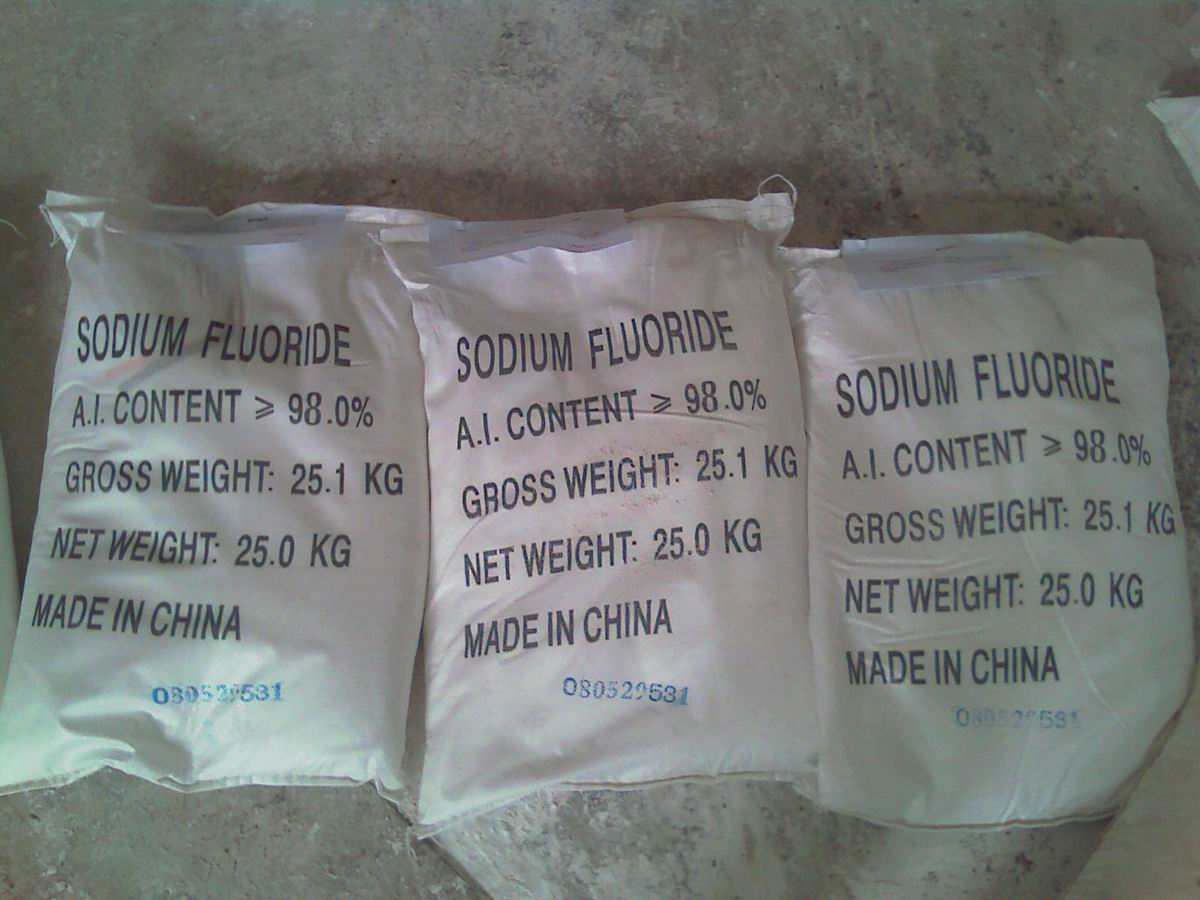 SODIUM FLUORIDE
A.I. CONTENT ⩾ 98.0%
GROSS WEIGHT: 25.1 KG
NET WEIGHT: 25.0 KG
MADE IN CHINA
SODIUM FLUORIDE
A.I. CONTENT ⩾ 98.0%
GROSS WEIGHT: 25.1 KG
NET WEIGHT: 25.0 KG
MADE IN CHINA
080529531
SODIUM FLUORIDE
A.I. CONTENT ⩾ 98.0%
GROSS WEIGHT: 25.1 KG
NET WEIGHT: 25.0 KG
MADE IN CHINA